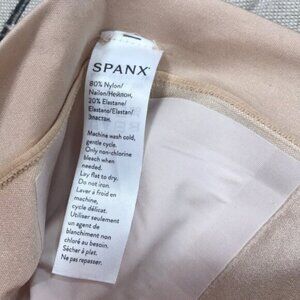 SPANX®
80% Nylon/
Nailon/Нейлон,
20% Elastane/
Elastano/Elastan/
Эластан.
Machine wash cold,
gentle cycle.
Only non-chlorine
bleach when
needed.
Lay flat to dry.
Do not iron.
Laver à froid en
machine,
cycle délicat.
Utiliser seulement
un agent de
blanchiment non
chloré au besoin.
Sécher à plat.
Ne pas repasser.